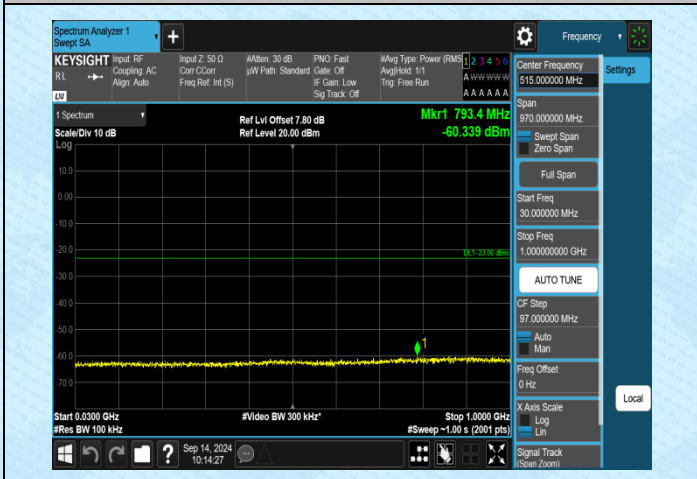 Spectrum Analyzer 1
Swept SA
+
Frequency
KEYSIGHT
RL
LXI
Input: RF
Coupling: AC
Align: Auto
Input Z: 50 Ω
Corr CCorr
Freq Ref: Int (S)
#Atten: 30 dB
µW Path: Standard
PNO: Fast
Gate: Off
IF Gain: Low
Sig Track: Off
#Avg Type: Power (RMS
Avg|Hold: 1/1
Trig: Free Run
1 2 3 4 5 6
A W W W W W
A A A A A A
1 Spectrum
Scale/Div 10 dB
Ref Lvl Offset 7.80 dB
Ref Level 20.00 dBm
Mkr1 793.4 MHz
-60.339 dBm
Log
10.0
0.00
-10.0
-20.0
-30.0
-40.0
-50.0
-60.0
-70.0
DL1 -23.00 dBm
1
Start 0.0300 GHz
#Res BW 100 kHz
#Video BW 300 kHz*
Stop 1.0000 GHz
#Sweep ~1.00 s (2001 pts)
?
Sep 14, 2024
10:14:27
Center Frequency
515.000000 MHz
Settings
Span
970.000000 MHz
Swept Span
Zero Span
Full Span
Start Freq
30.000000 MHz
Stop Freq
1.000000000 GHz
AUTO TUNE
CF Step
97.000000 MHz
Auto
Man
Freq Offset
0 Hz
X Axis Scale
Log
Lin
Local
Signal Track
(Span Zoom)